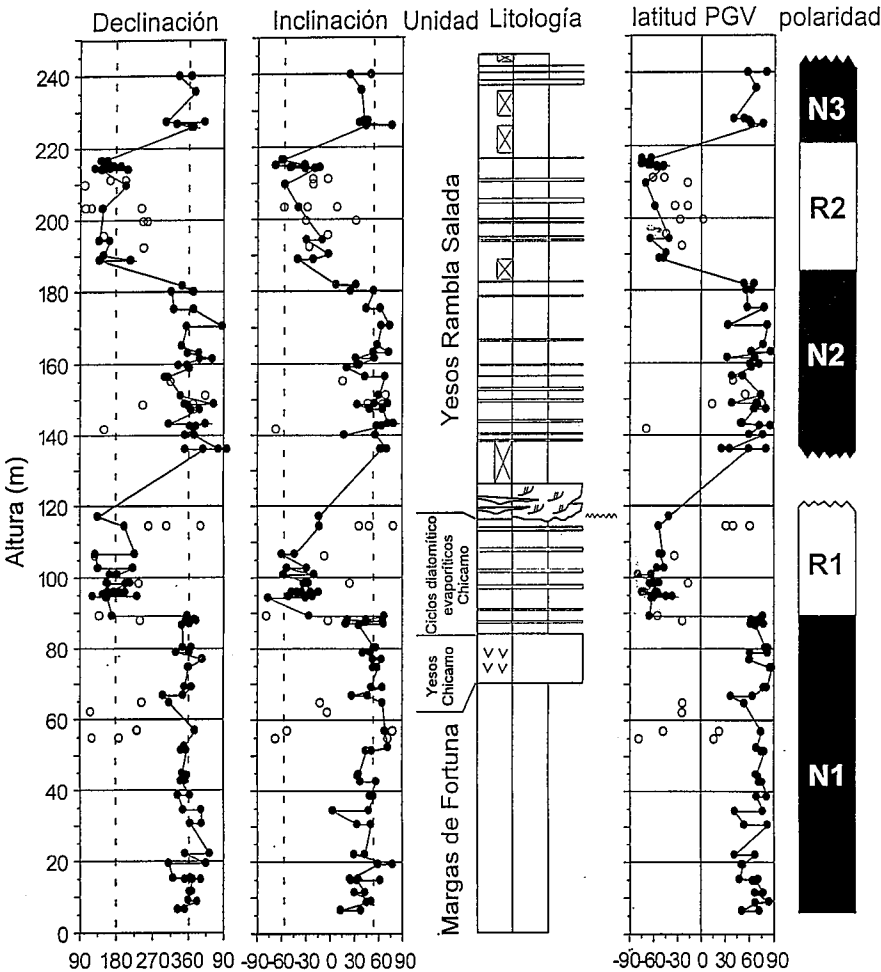 Declinación Inclinación Unidad Litología latitud PGV polaridad
Altura (m)
240
220
200
180
160
140
120
100
80
60
40
20
0
90 180 270 360 90
-90 -60 -30 0 30 60 90
Yesos Rambla Salada
Ciclos diatomítico
evaporíticos
Chicamo
Yesos
Chicamo
Margas de Fortuna
-90 -60 -30 0 30 60 90
N3
R2
N2
R1
N1